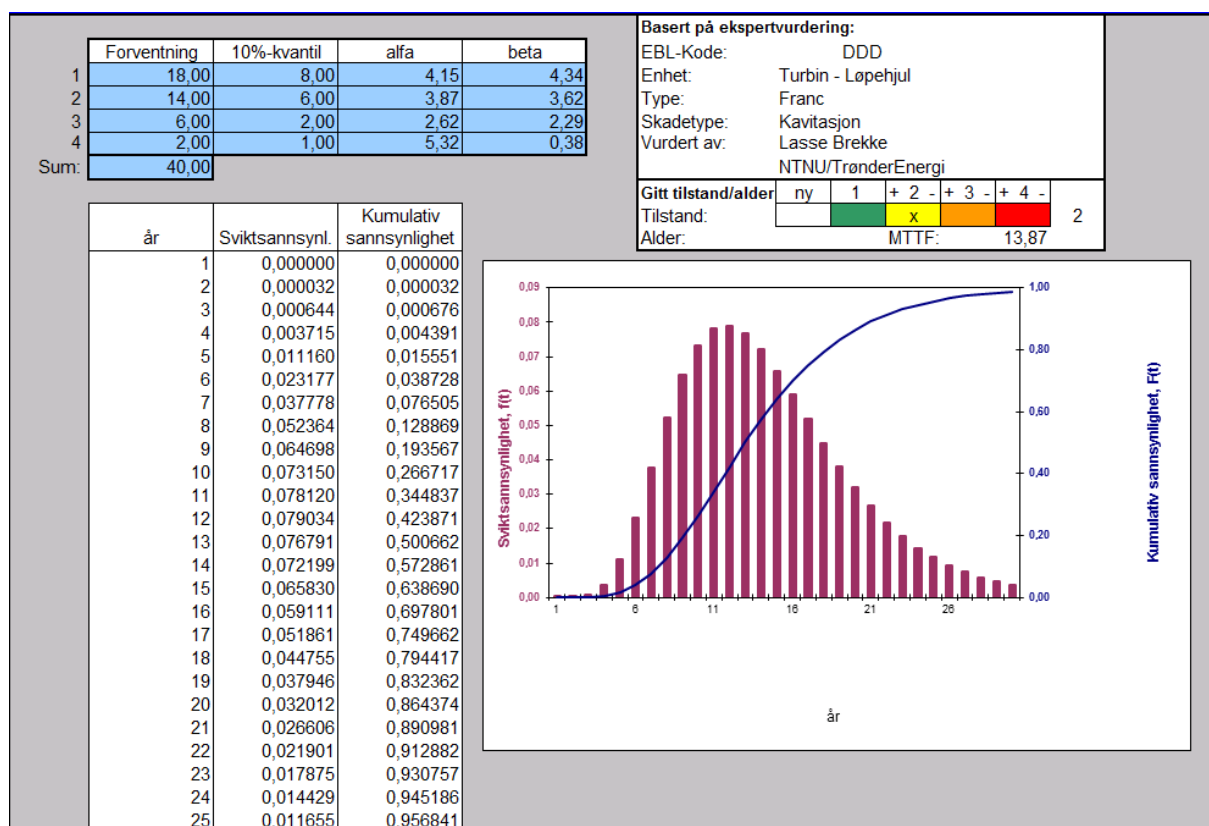 Forventning 10%-kvantil alfa beta
1 18,00 8,00 4,15 4,34
2 14,00 6,00 3,87 3,62
3 6,00 2,00 2,62 2,29
4 2,00 1,00 5,32 0,38
Sum: 40,00
Basert på ekspertvurdering:
EBL-Kode: DDD
Enhet: Turbin - Løpehjul
Type: Franc
Skadetype: Kavitasjon
Vurdert av: Lasse Brekke
NTNU/TrønderEnergi
Gitt tilstand/alder ny 1 + 2 - + 3 - + 4 -
Tilstand: x 2
Alder: MTTF: 13,87
Kumulativ
år Sviktsannsynl. sannsynlighet
1 0,000000 0,000000
2 0,000032 0,000032
3 0,000644 0,000676
4 0,003715 0,004391
5 0,011160 0,015551
6 0,023177 0,038728
7 0,037778 0,076505
8 0,052364 0,128869
9 0,064698 0,193567
10 0,073150 0,266717
11 0,078120 0,344837
12 0,079034 0,423871
13 0,076791 0,500662
14 0,072199 0,572861
15 0,065830 0,638690
16 0,059111 0,697801
17 0,051861 0,749662
18 0,044755 0,794417
19 0,037946 0,832362
20 0,032012 0,864374
21 0,026606 0,890981
22 0,021901 0,912882
23 0,017875 0,930757
24 0,014429 0,945186
25 0,011655 0,956841
Sviktsannsynlighet, f(t)
0,09
0,08
0,07
0,06
0,05
0,04
0,03
0,02
0,01
0,00
1 6 11 16 21 26
1,00
0,80
0,60
0,40
0,20
0,00
Kumulativ sannsynlighet, F(t)
år